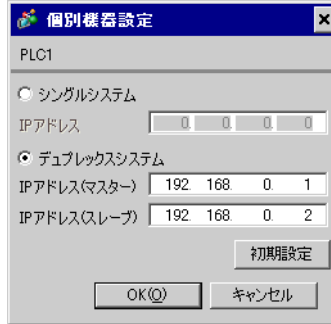 個別機器設定
PLC1
シングルシステム
IPアドレス 0. 0. 0. 0
デュプレックスシステム
IPアドレス(マスター) 192. 168. 0. 1
IPアドレス(スレーブ) 192. 168. 0. 2
初期設定
OK(O) キャンセル